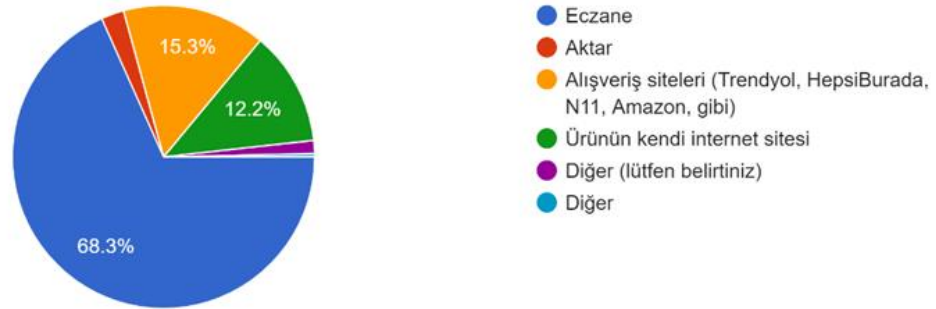 15.3%
12.2%
68.3%
Eczane
Aktar
Alışveriş siteleri (Trendyol, HepsiBurada,
N11, Amazon, gibi)
Ürünün kendi internet sitesi
Diğer (lütfen belirtiniz)
Diğer